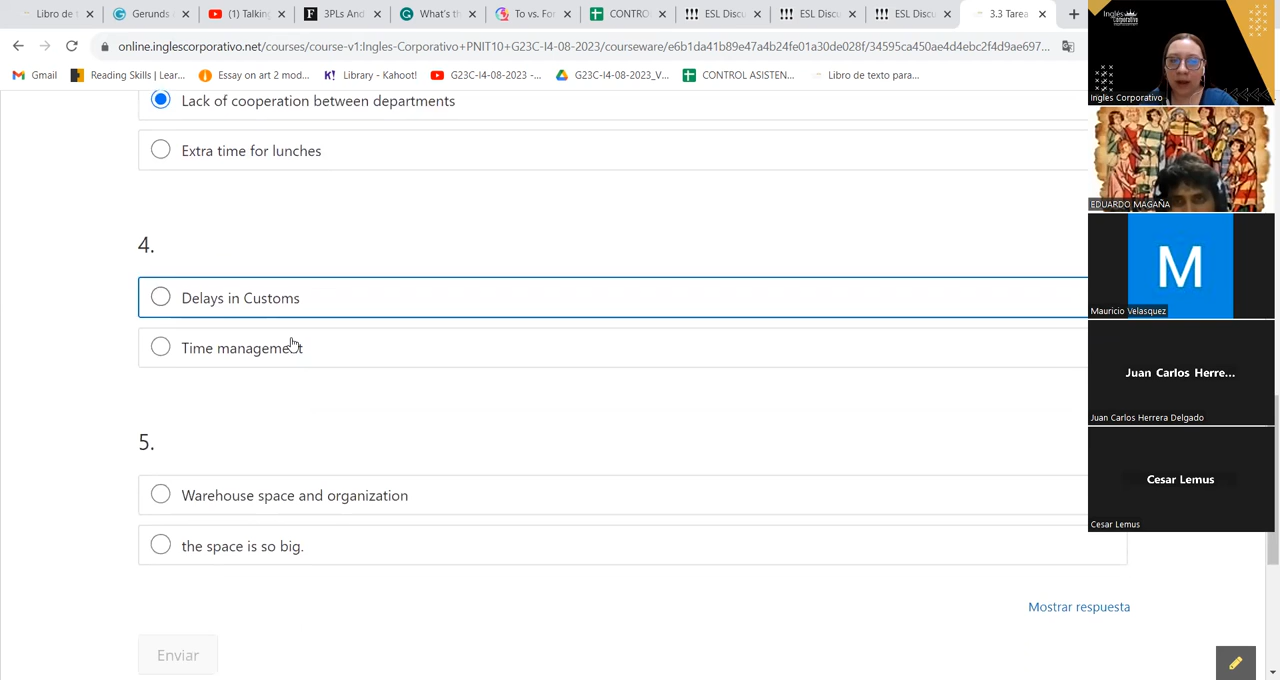 Libro de t
Gerunds
(1) Talkin
3PLs And
What's th
To vs. For
CONTRO
ESL Discu
ESL Discu
ESL Discu
3.3 Tarea
online.inglescorporativo.net/courses/course-v1:Ingles-Corporativo+PNIT10+G23C-I4-08-2023/courseware/e6b1da41b89e47a4b24fe01a30de028f/34595ca450ae4d4ebc2f4d9ae697...
Gmail
Reading Skills | Lear...
Essay on art 2 mod...
Library - Kahoot!
G23C-I4-08-2023 -...
G23C-I4-08-2023_V...
CONTROL ASISTEN...
Libro de texto para...
Lack of cooperation between departments
Extra time for lunches
4.
Delays in Customs
Time management
5.
Warehouse space and organization
the space is so big.
Mostrar respuesta
Enviar
Inglés Corporativo
Ingles Corporativo
EDUARDO MAGAÑA
M
Mauricio Velasquez
Juan Carlos Herre...
Juan Carlos Herrera Delgado
Cesar Lemus
Cesar Lemus